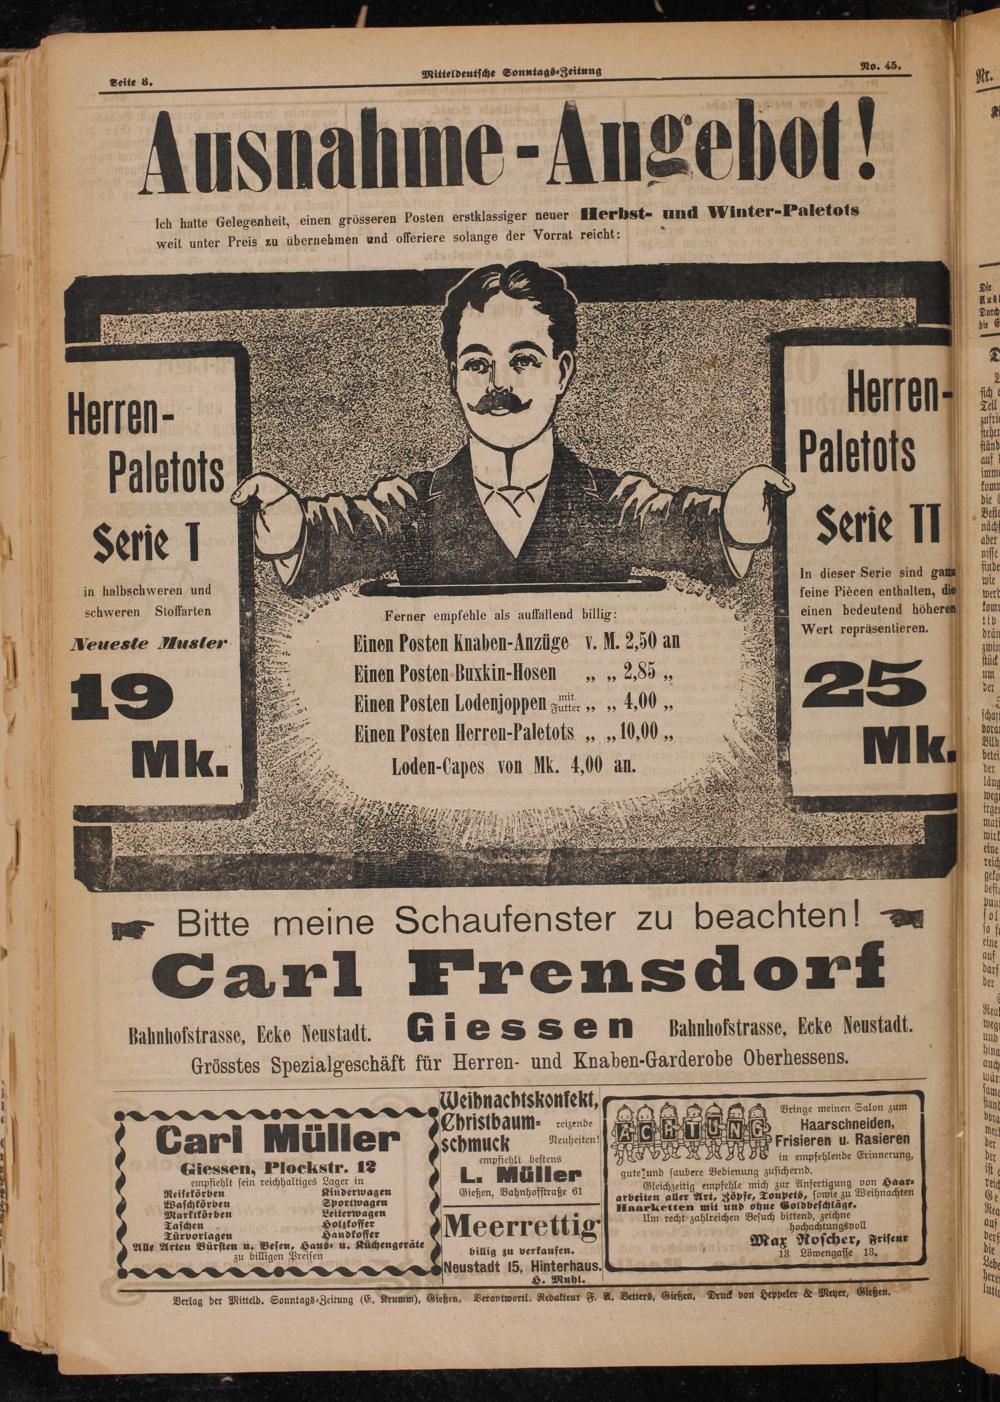 Seite 8.
Mitteldeutsche Sonntags-Zeitung
No. 45.
Ausnahme-Angebot!
Ich hatte Gelegenheit, einen grösseren Posten erstklassiger neuer Herbst- und Winter-Paletots
weit unter Preis zu übernehmen und offeriere solange der Vorrat reicht:
Herren-
Paletots
Serie I
in halbschweren und
schweren Stoffarten
Neueste Muster
19
Mk.
Herren-
Paletots
Serie II
In dieser Serie sind ganz
feine Piècen enthalten, die
einen bedeutend höheren
Wert repräsentieren.
25
Mk.
Ferner empfehle als auffallend billig:
Einen Posten Knaben-Anzüge v. M. 2,50 an
Einen Posten Buxkin-Hosen „ „ 2,85 „
Einen Posten Lodenjoppen mit Futter „ „ 4,00 „
Einen Posten Herren-Paletots „ „ 10,00 „
Loden-Capes von Mk. 4,00 an.
Bitte meine Schaufenster zu beachten!
Carl Frensdorf
Bahnhofstrasse, Ecke Neustadt. Giessen Bahnhofstrasse, Ecke Neustadt.
Grösstes Spezialgeschäft für Herren- und Knaben-Garderobe Oberhessens.
Carl Müller
Giessen, Plockstr. 12
empfiehlt sein reichhaltiges Lager in
Reisekörben Kinderwagen
Waschkörben Sportwagen
Marktkörben Leiterwagen
Taschen Holzkoffer
Türvorlagen Handkoffer
Alle Arten Bürsten u. Besen, Haus- u. Küchengeräte
zu billigen Preisen
Weihnachtskonfekt,
Christbaum- reizende
schmuck Neuheiten!
empfiehlt bestens
L. Müller
Gießen, Bahnhofstraße 61
Meerrettig
billig zu verkaufen.
Neustadt 15, Hinterhaus.
H. Muhl.
ACHTUNG
Bringe meinen Salon zum
Haarschneiden,
Frisieren u. Rasieren
in empfehlende Erinnerung,
gute und saubere Bedienung zusichernd.
Gleichzeitig empfehle mich zur Anfertigung von Haar-
arbeiten aller Art, Zöpfe, Toupets, sowie zu Weihnachten
Haarketten mit und ohne Goldbeschläge.
Um recht zahlreichen Besuch bittend, zeichne
hochachtungsvoll
Max Roscher, Friseur
13 Löwengasse 13.
Verlag der Mitteld. Sonntags-Zeitung (E. Krumm), Gießen. Verantwortl. Redakteur F. A. Vetters, Gießen. Druck von Heppeler & Meyer, Gießen.